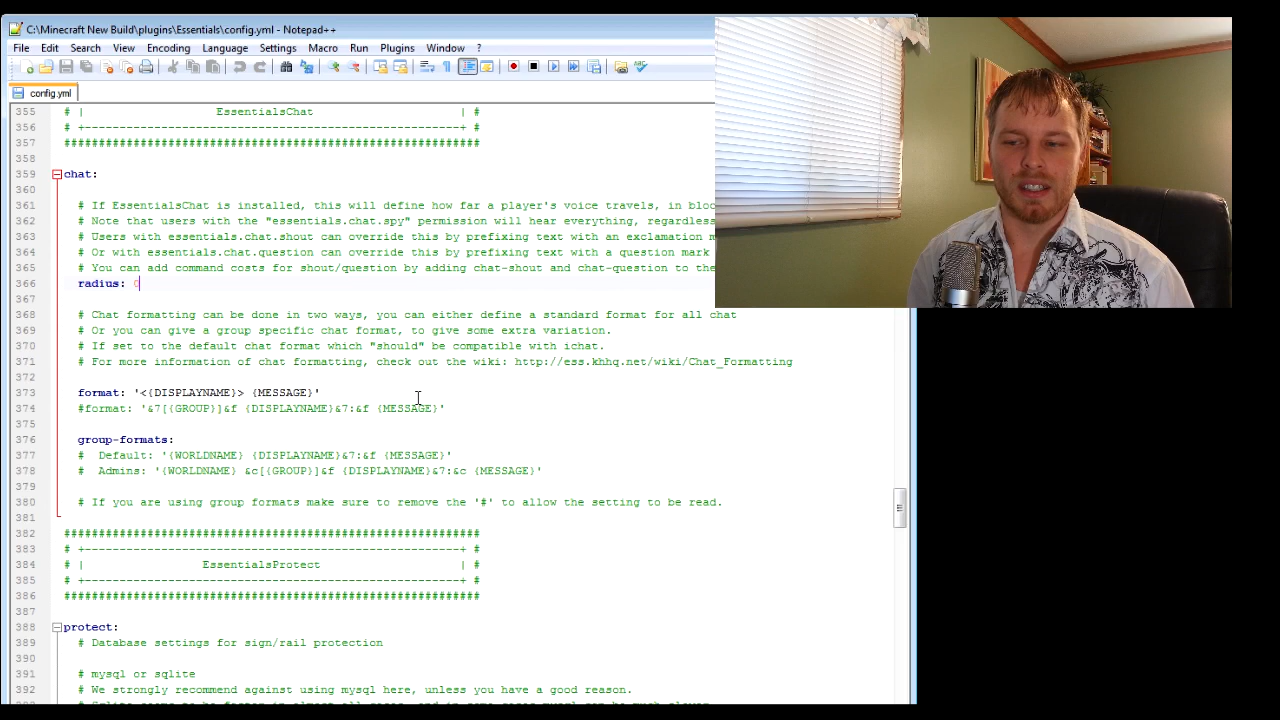 C:\Minecraft New Build\plugins\Essentials\config.yml - Notepad++
File Edit Search View Encoding Language Settings Macro Run Plugins Window ?
config.yml
355 # | EssentialsChat | #
356 # +------------------------------------------------------+ #
357 ############################################################
358
359 chat:
360
361 # If EssentialsChat is installed, this will define how far a player's voice travels, in bloc
362 # Note that users with the "essentials.chat.spy" permission will hear everything, regardless
363 # Users with essentials.chat.shout can override this by prefixing text with an exclamation m
364 # Or with essentials.chat.question can override this by prefixing text with a question mark
365 # You can add command costs for shout/question by adding chat-shout and chat-question to the
366 radius: 0
367
368 # Chat formatting can be done in two ways, you can either define a standard format for all chat
369 # Or you can give a group specific chat format, to give some extra variation.
370 # If set to the default chat format which "should" be compatible with ichat.
371 # For more information of chat formatting, check out the wiki: http://ess.khhq.net/wiki/Chat_Formatting
372
373 format: '<{DISPLAYNAME}> {MESSAGE}'
374 #format: '&7[{GROUP}]&f {DISPLAYNAME}&7:&f {MESSAGE}'
375
376 group-formats:
377 # Default: '{WORLDNAME} {DISPLAYNAME}&7:&f {MESSAGE}'
378 # Admins: '{WORLDNAME} &c[{GROUP}]&f {DISPLAYNAME}&7:&c {MESSAGE}'
379
380 # If you are using group formats make sure to remove the '#' to allow the setting to be read.
381
382 ############################################################
383 # +------------------------------------------------------+ #
384 # | EssentialsProtect | #
385 # +------------------------------------------------------+ #
386 ############################################################
387
388 protect:
389 # Database settings for sign/rail protection
390
391 # mysql or sqlite
392 # We strongly recommend against using mysql here, unless you have a good reason.